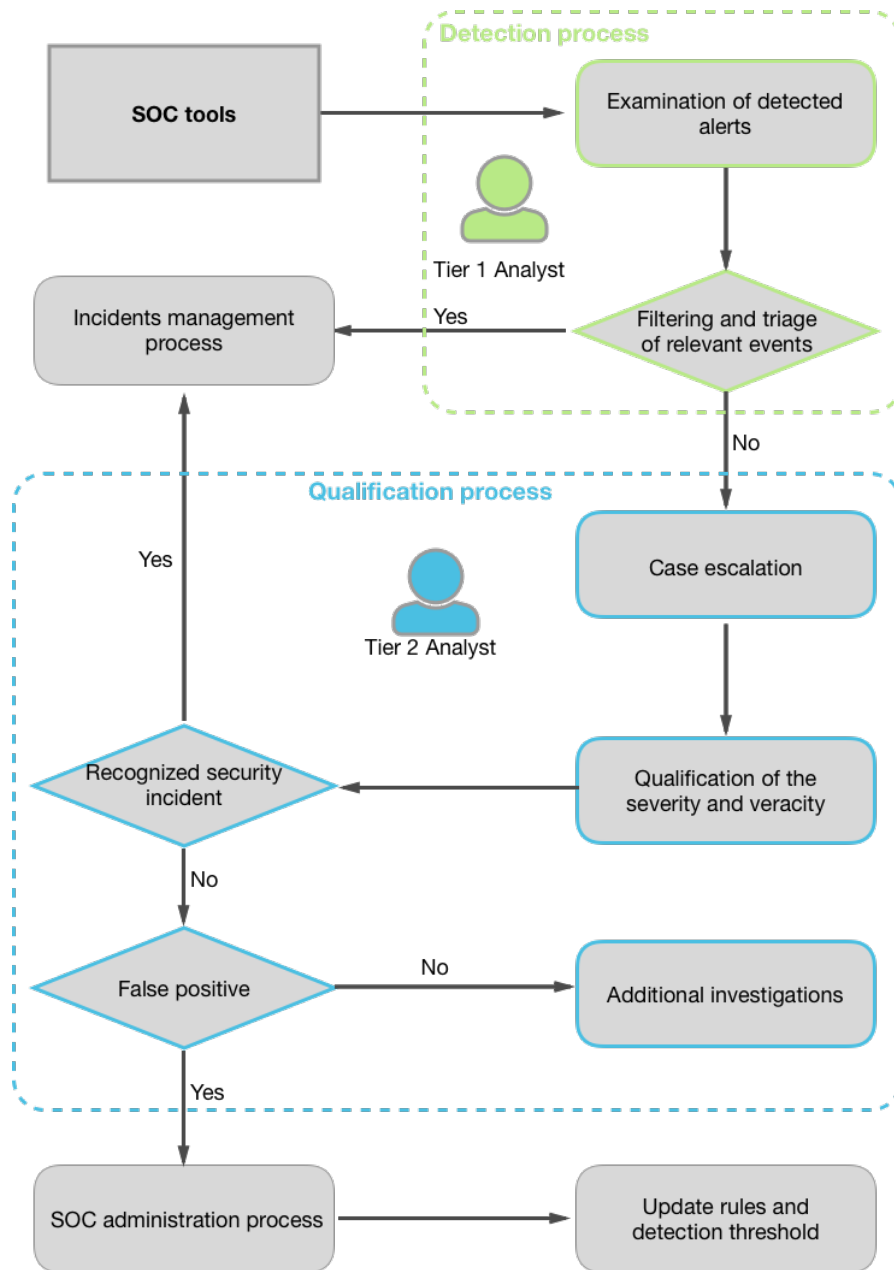 Detection process
SOC tools
Examination of detected
alerts
Tier 1 Analyst
Incidents management
process
Yes
Filtering and triage
of relevant events
No
Qualification process
Yes
Case escalation
Tier 2 Analyst
Recognized security
incident
Qualification of the
severity and veracity
No
False positive
No
Additional investigations
Yes
SOC administration process
Update rules and
detection threshold